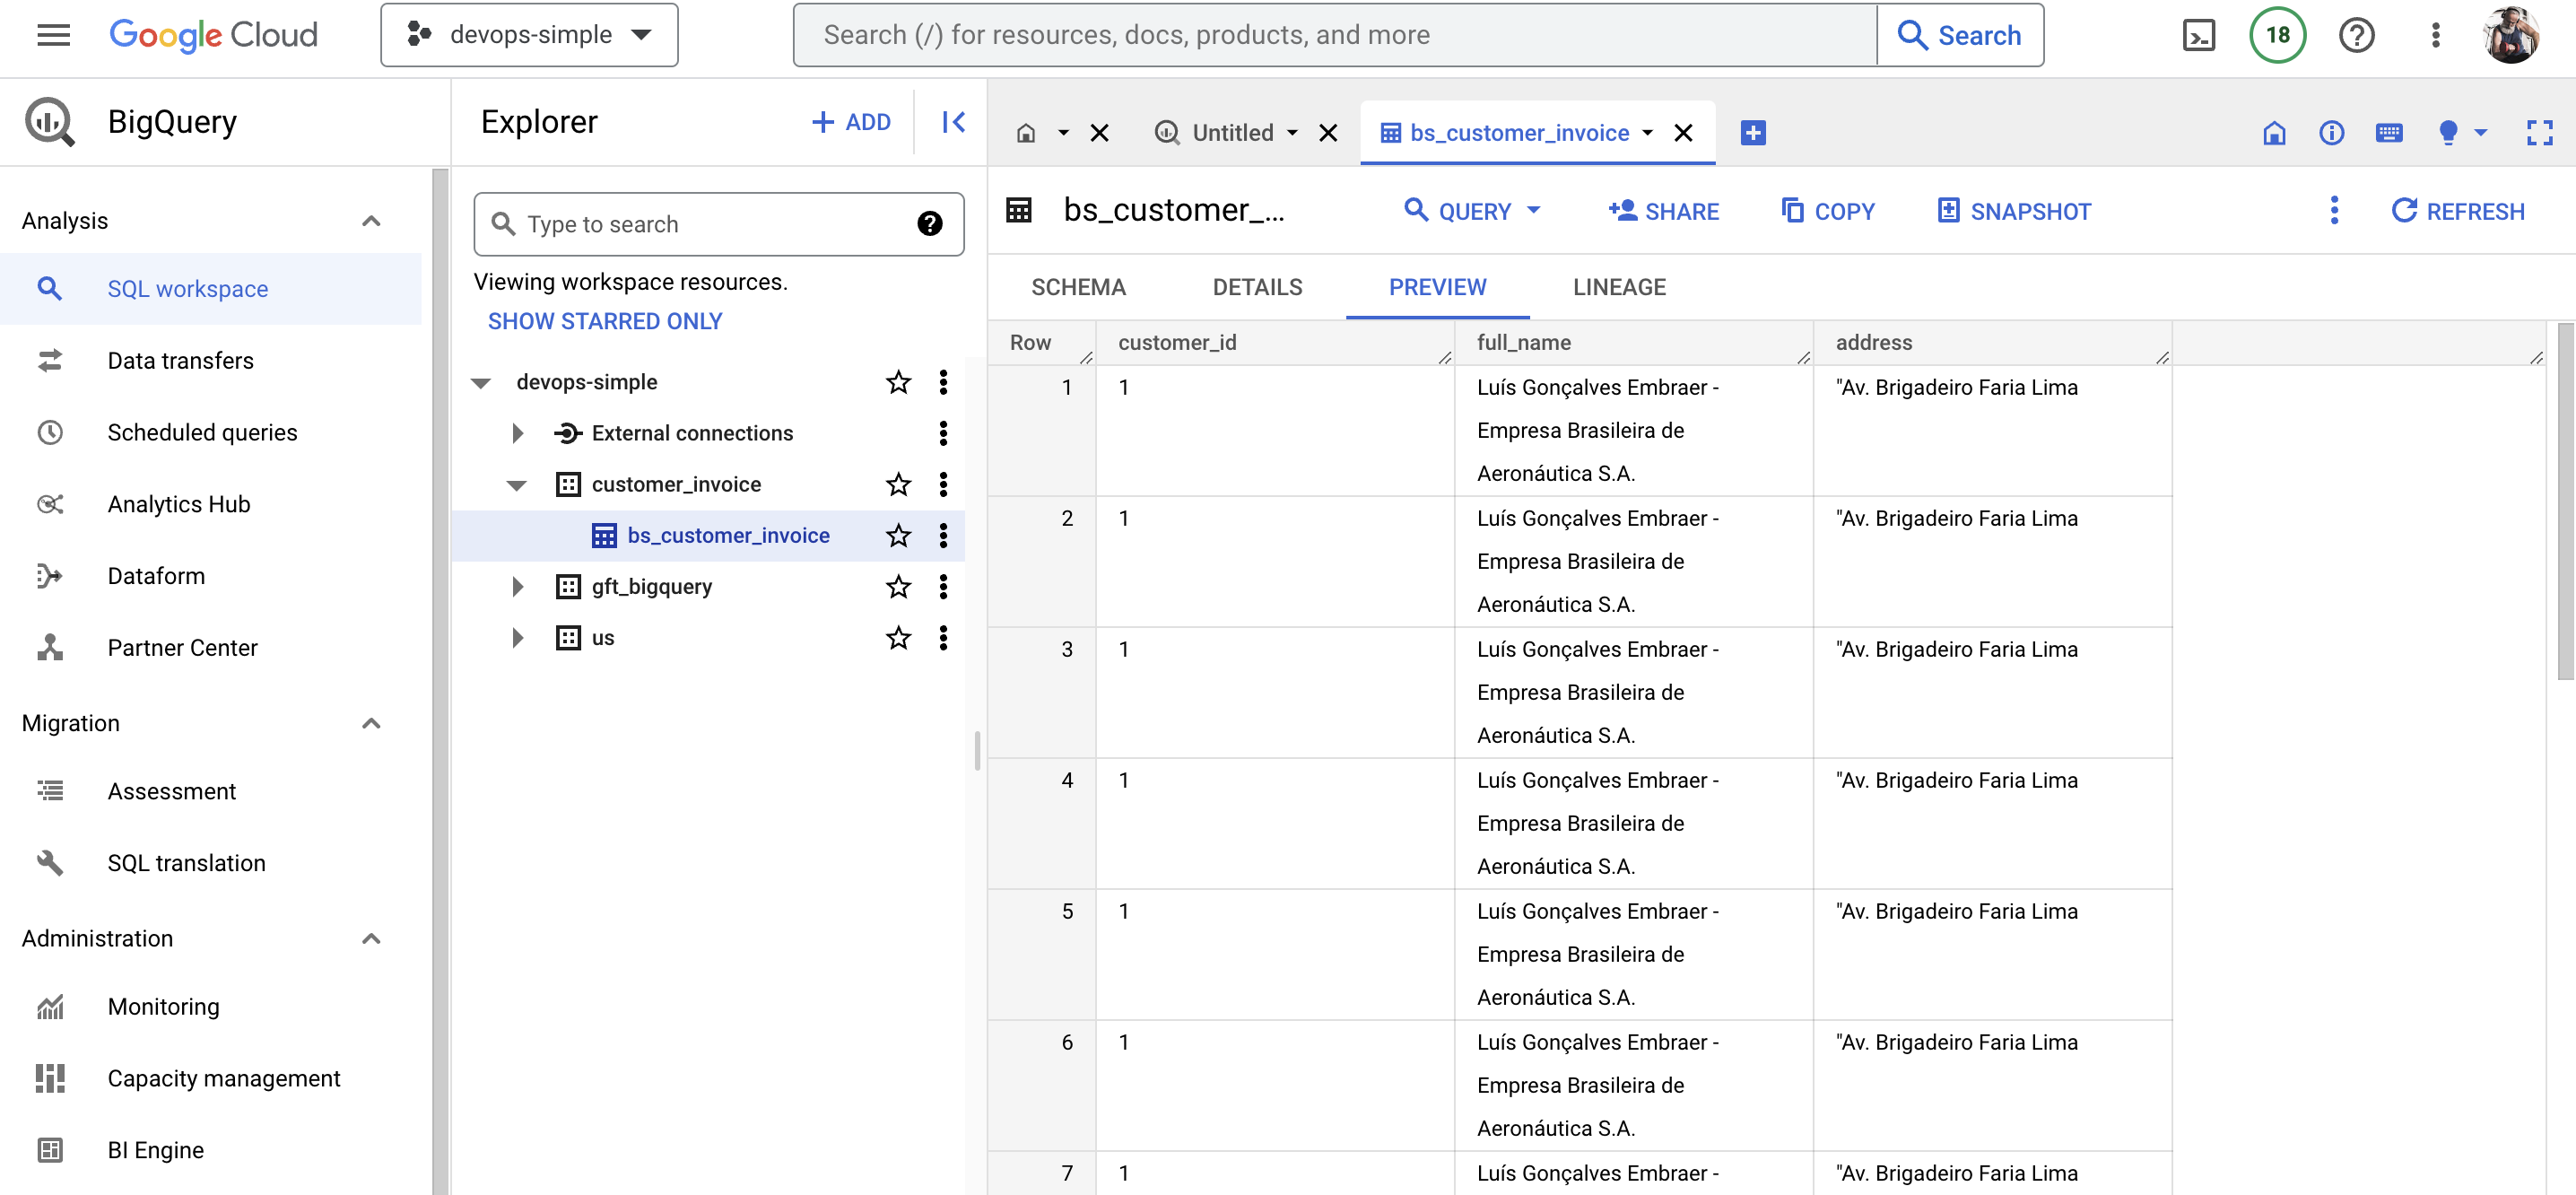 Google Cloud
devops-simple
Search (/) for resources, docs, products, and more
Search
18
BigQuery
Analysis
SQL workspace
Data transfers
Scheduled queries
Analytics Hub
Dataform
Partner Center
Migration
Assessment
SQL translation
Administration
Monitoring
Capacity management
BI Engine
Explorer
ADD
Type to search
Viewing workspace resources.
SHOW STARRED ONLY
devops-simple
External connections
customer_invoice
bs_customer_invoice
gft_bigquery
us
Untitled
bs_customer_invoice
bs_customer_...
QUERY
SHARE
COPY
SNAPSHOT
REFRESH
SCHEMA DETAILS PREVIEW LINEAGE
Row customer_id full_name address
1 1 Luís Gonçalves Embraer - "Av. Brigadeiro Faria Lima
Empresa Brasileira de
Aeronáutica S.A.
2 1 Luís Gonçalves Embraer - "Av. Brigadeiro Faria Lima
Empresa Brasileira de
Aeronáutica S.A.
3 1 Luís Gonçalves Embraer - "Av. Brigadeiro Faria Lima
Empresa Brasileira de
Aeronáutica S.A.
4 1 Luís Gonçalves Embraer - "Av. Brigadeiro Faria Lima
Empresa Brasileira de
Aeronáutica S.A.
5 1 Luís Gonçalves Embraer - "Av. Brigadeiro Faria Lima
Empresa Brasileira de
Aeronáutica S.A.
6 1 Luís Gonçalves Embraer - "Av. Brigadeiro Faria Lima
Empresa Brasileira de
Aeronáutica S.A.
7 1 Luís Gonçalves Embraer - "Av. Brigadeiro Faria Lima